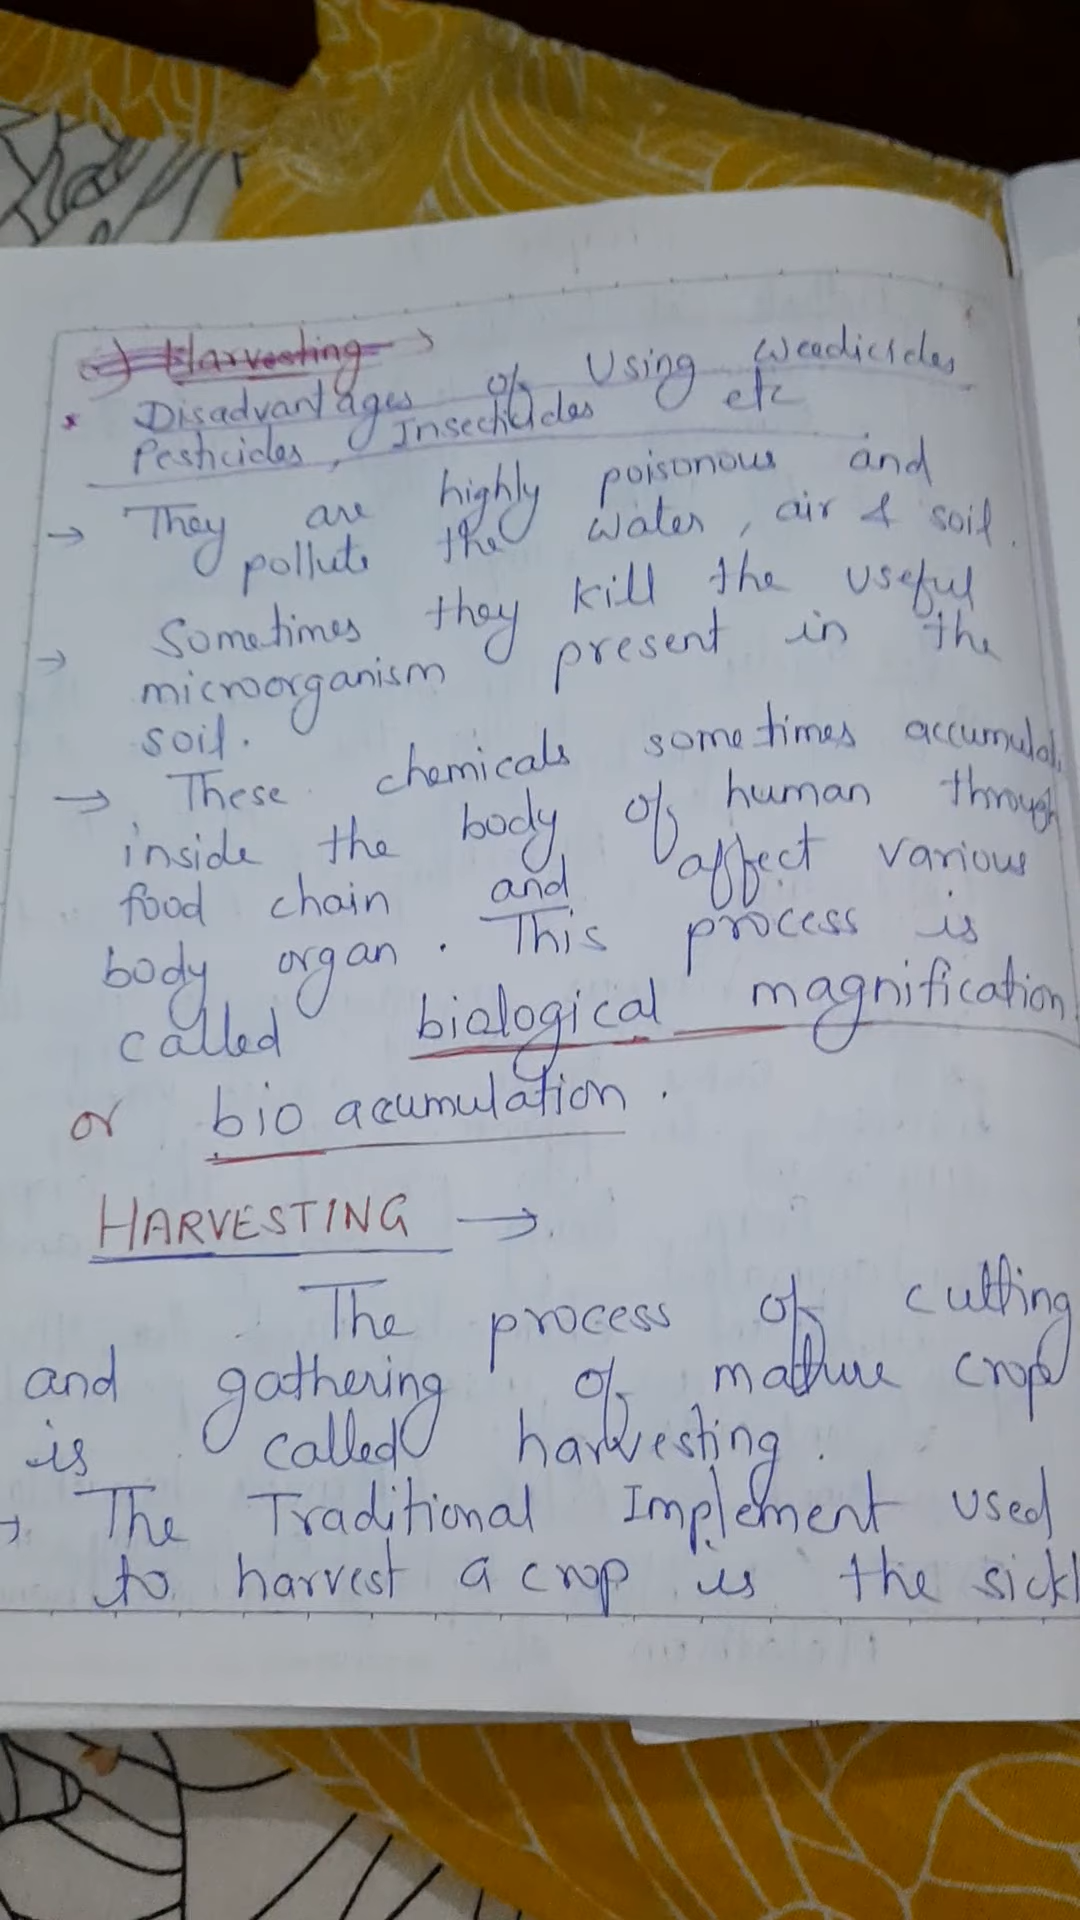 Harvesting →
* Disadvantages of Using Weedicides
Pesticides, Insecticides etc
→ They are highly poisonous and
pollute the water, air & soil.
→ Sometimes they kill the useful
microorganism present in the
soil.
→ These chemicals sometimes accumulat
inside the body of human through
food chain and affect various
body organ. This process is
called biological magnification
or bio acumulation.
HARVESTING →
The process of cutting
and gathering of mature crop
is called harvesting.
→ The Traditional Implement used
to harvest a crop is the sickl